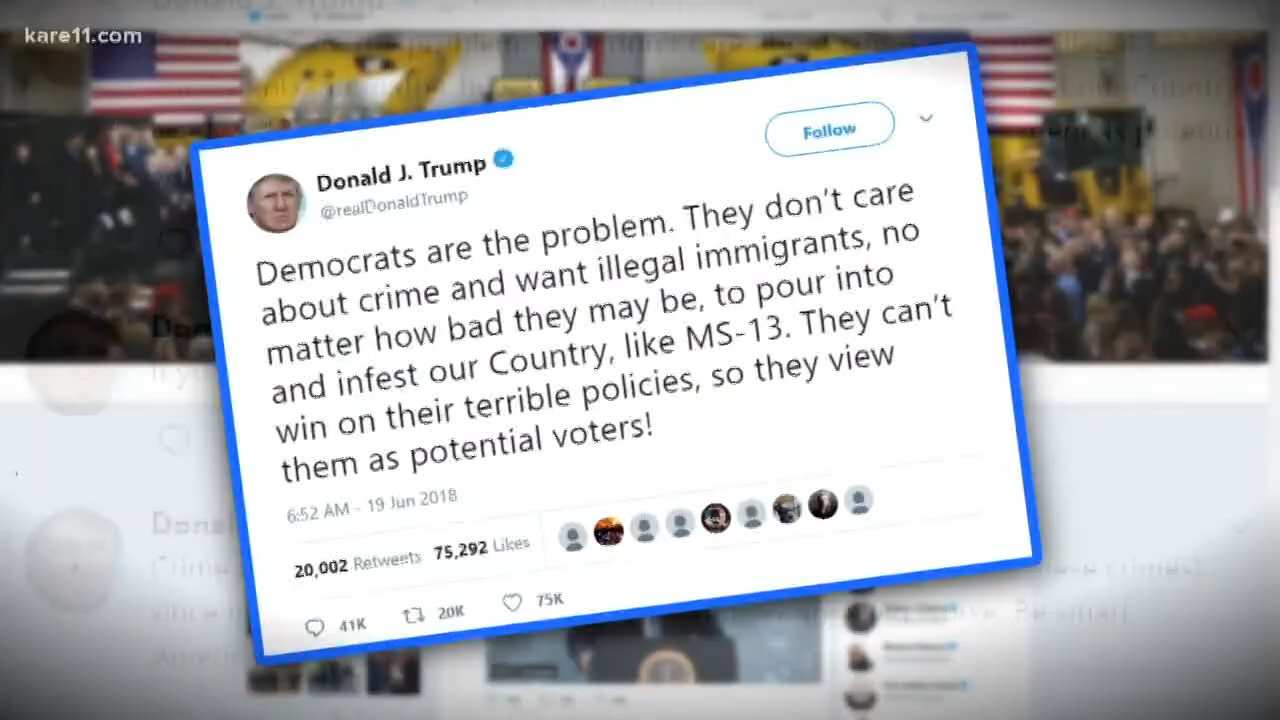 kare11.com
Follow
Donald J. Trump
@realDonaldTrump
Democrats are the problem. They don't care
about crime and want illegal immigrants, no
matter how bad they may be, to pour into
and infest our Country, like MS-13. They can't
win on their terrible policies, so they view
them as potential voters!
6:52 AM - 19 Jun 2018
20,002 Retweets 75,292 Likes
41K 20K 75K